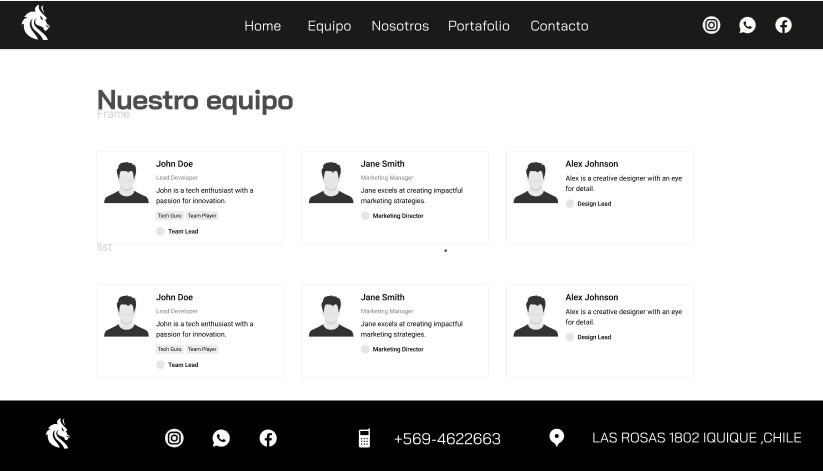 Home Equipo Nosotros Portafolio Contacto
Nuestro equipo
Frame
John Doe
Lead Developer
John is a tech enthusiast with a
passion for innovation.
Tech Guru Team Player
Team Lead
Jane Smith
Marketing Manager
Jane excels at creating impactful
marketing strategies.
Marketing Director
Alex Johnson
Alex is a creative designer with an eye
for detail.
Design Lead
list
John Doe
Lead Developer
John is a tech enthusiast with a
passion for innovation.
Tech Guru Team Player
Team Lead
Jane Smith
Marketing Manager
Jane excels at creating impactful
marketing strategies.
Marketing Director
Alex Johnson
Alex is a creative designer with an eye
for detail.
Design Lead
+569-4622663
LAS ROSAS 1802 IQUIQUE ,CHILE